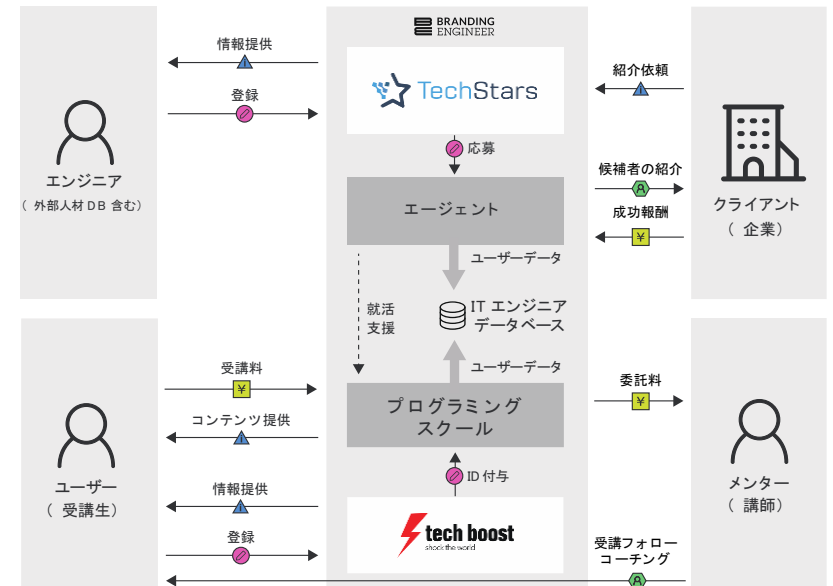 BRANDING
ENGINEER
情報提供
i
登録
TechStars
紹介依頼
i
応募
エンジニア
( 外部人材DB 含む)
候補者の紹介
エージェント
クライアント
( 企業)
成功報酬
¥
ユーザーデータ
就活
支援
IT エンジニア
データベース
ユーザーデータ
受講料
¥
コンテンツ提供
i
プログラミング
スクール
委託料
¥
ID 付与
ユーザー
( 受講生)
情報提供
i
登録
メンター
( 講師)
tech boost
shock the world.
受講フォロー
コーチング